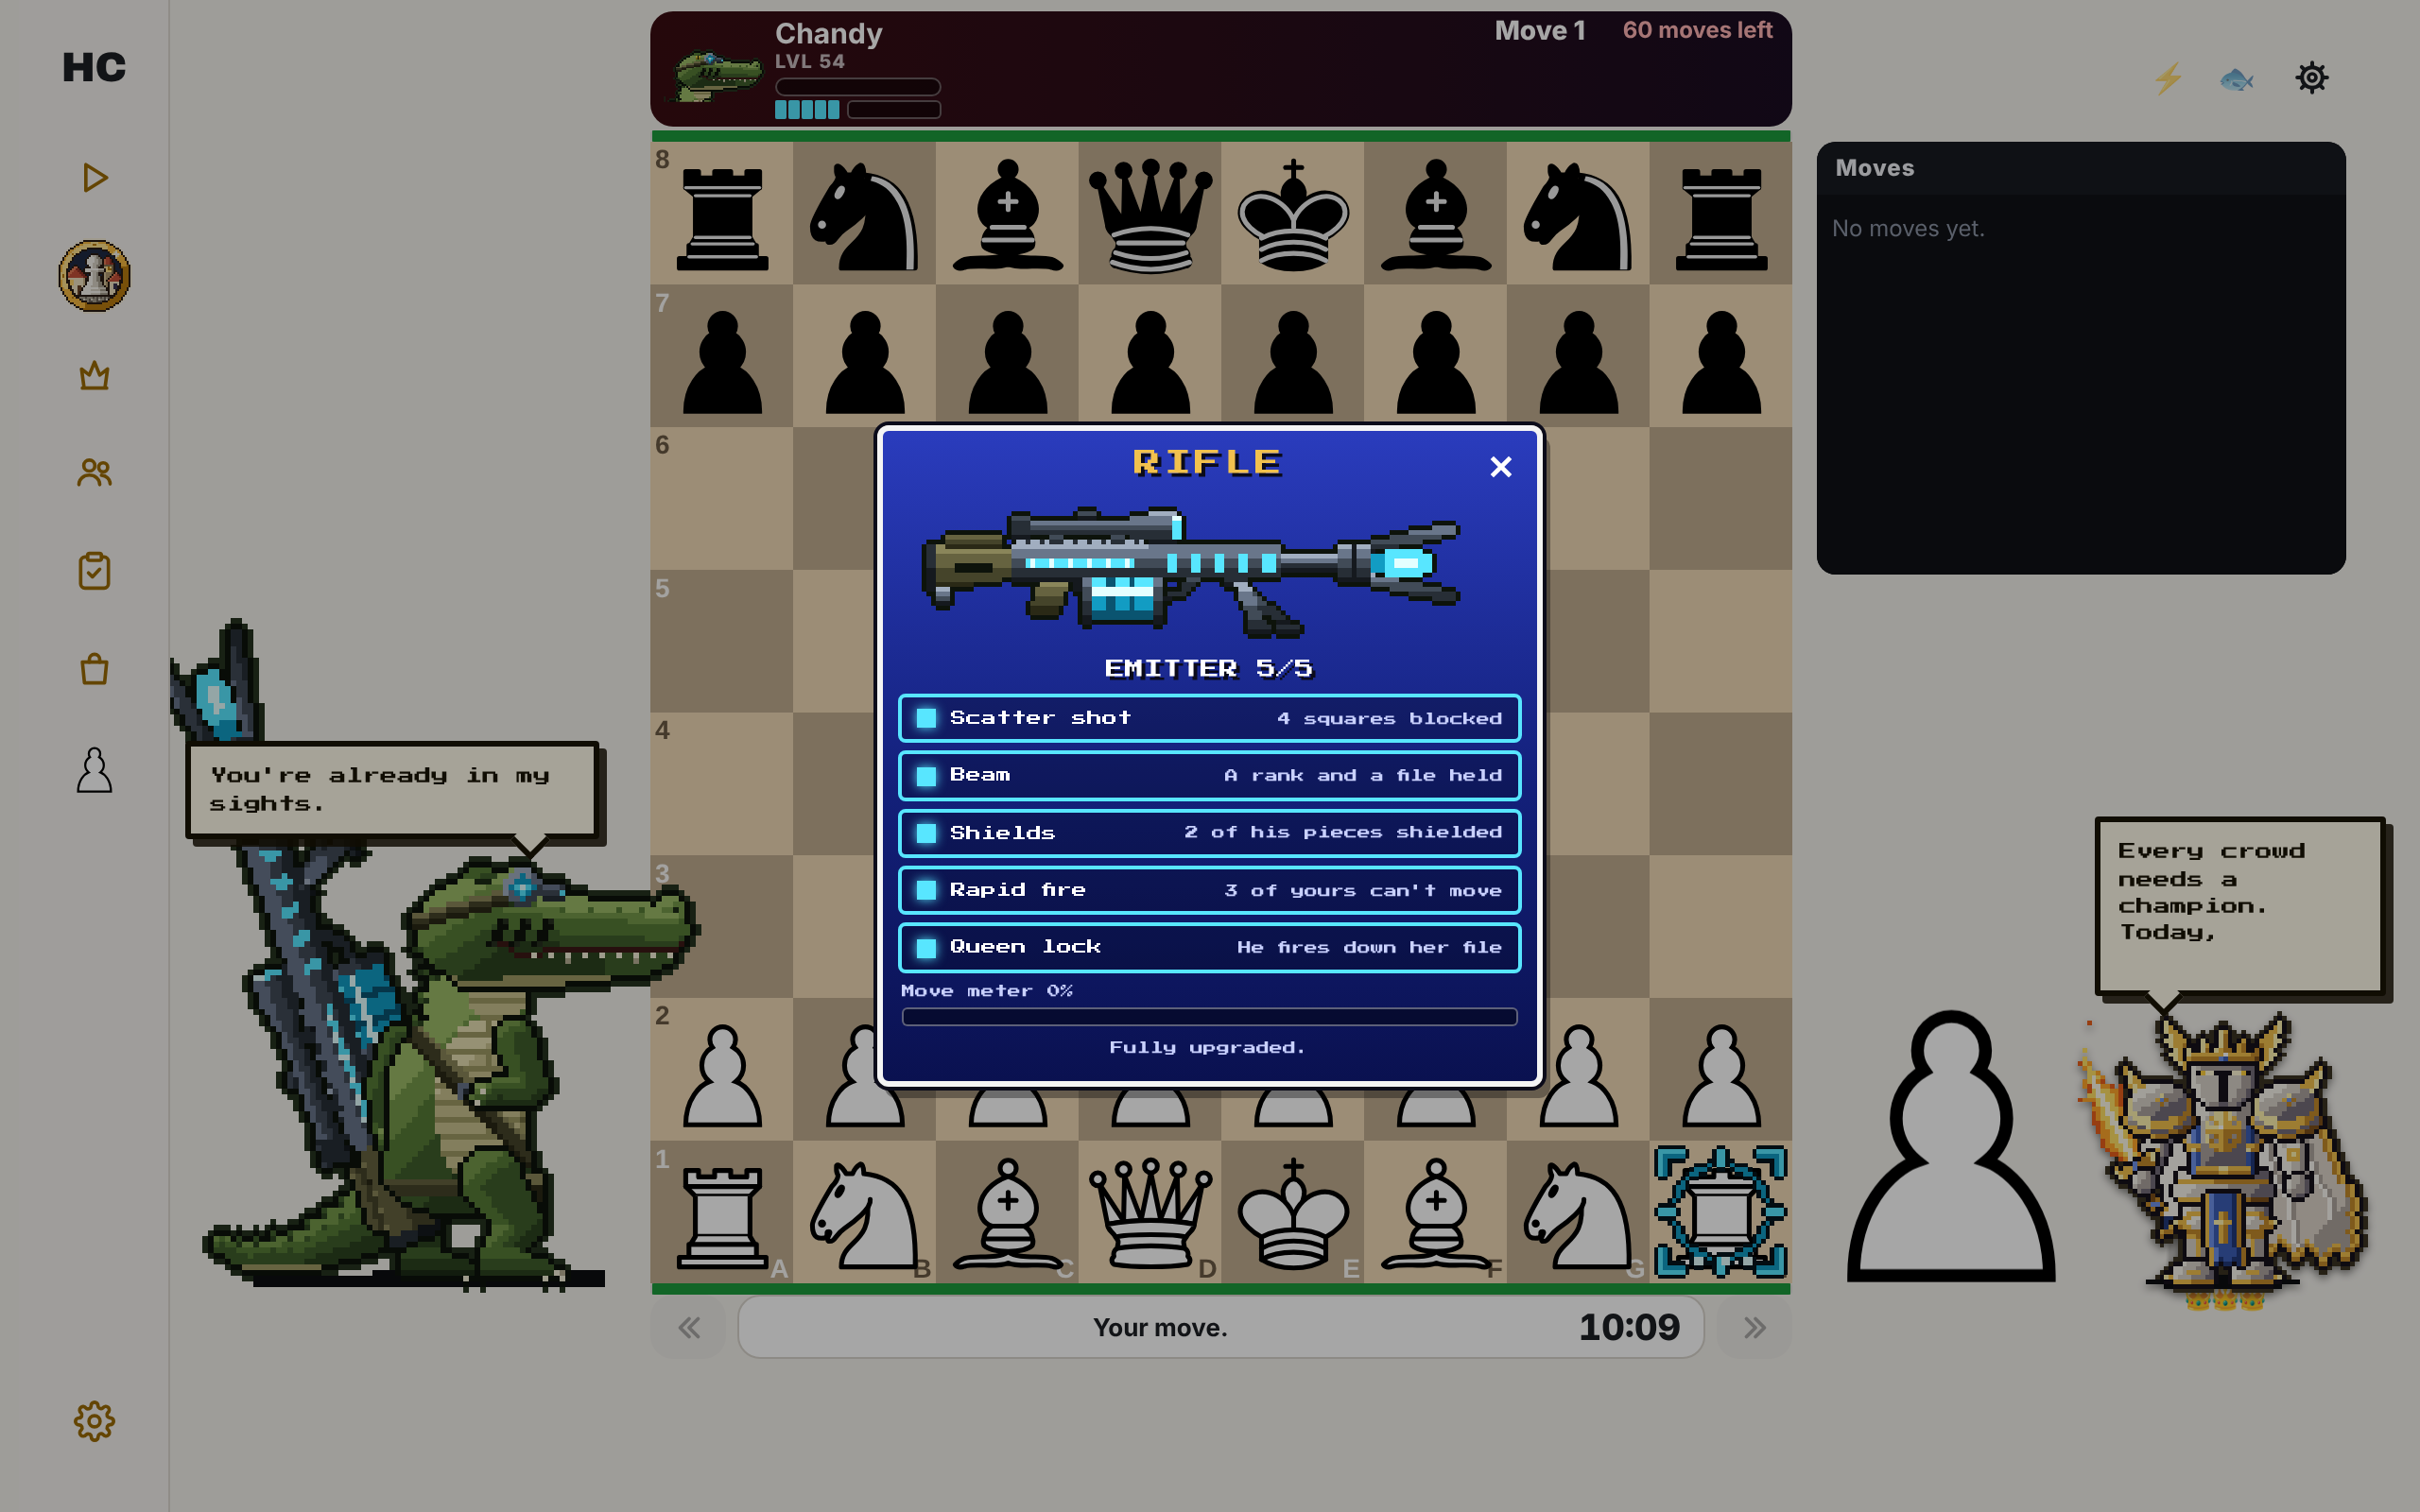 HC
Chandy
LVL 54
Move 1
60 moves left
Moves
No moves yet.
8
7
6
5
4
3
2
1
A
B
C
D
E
F
G
RIFLE
EMITTER 5/5
Scatter shot
4 squares blocked
Beam
A rank and a file held
Shields
2 of his pieces shielded
Rapid fire
3 of yours can't move
Queen lock
He fires down her file
Move meter 0%
Fully upgraded.
You're already in my
sights.
Every crowd
needs a
champion.
Today,
Your move.
10:09